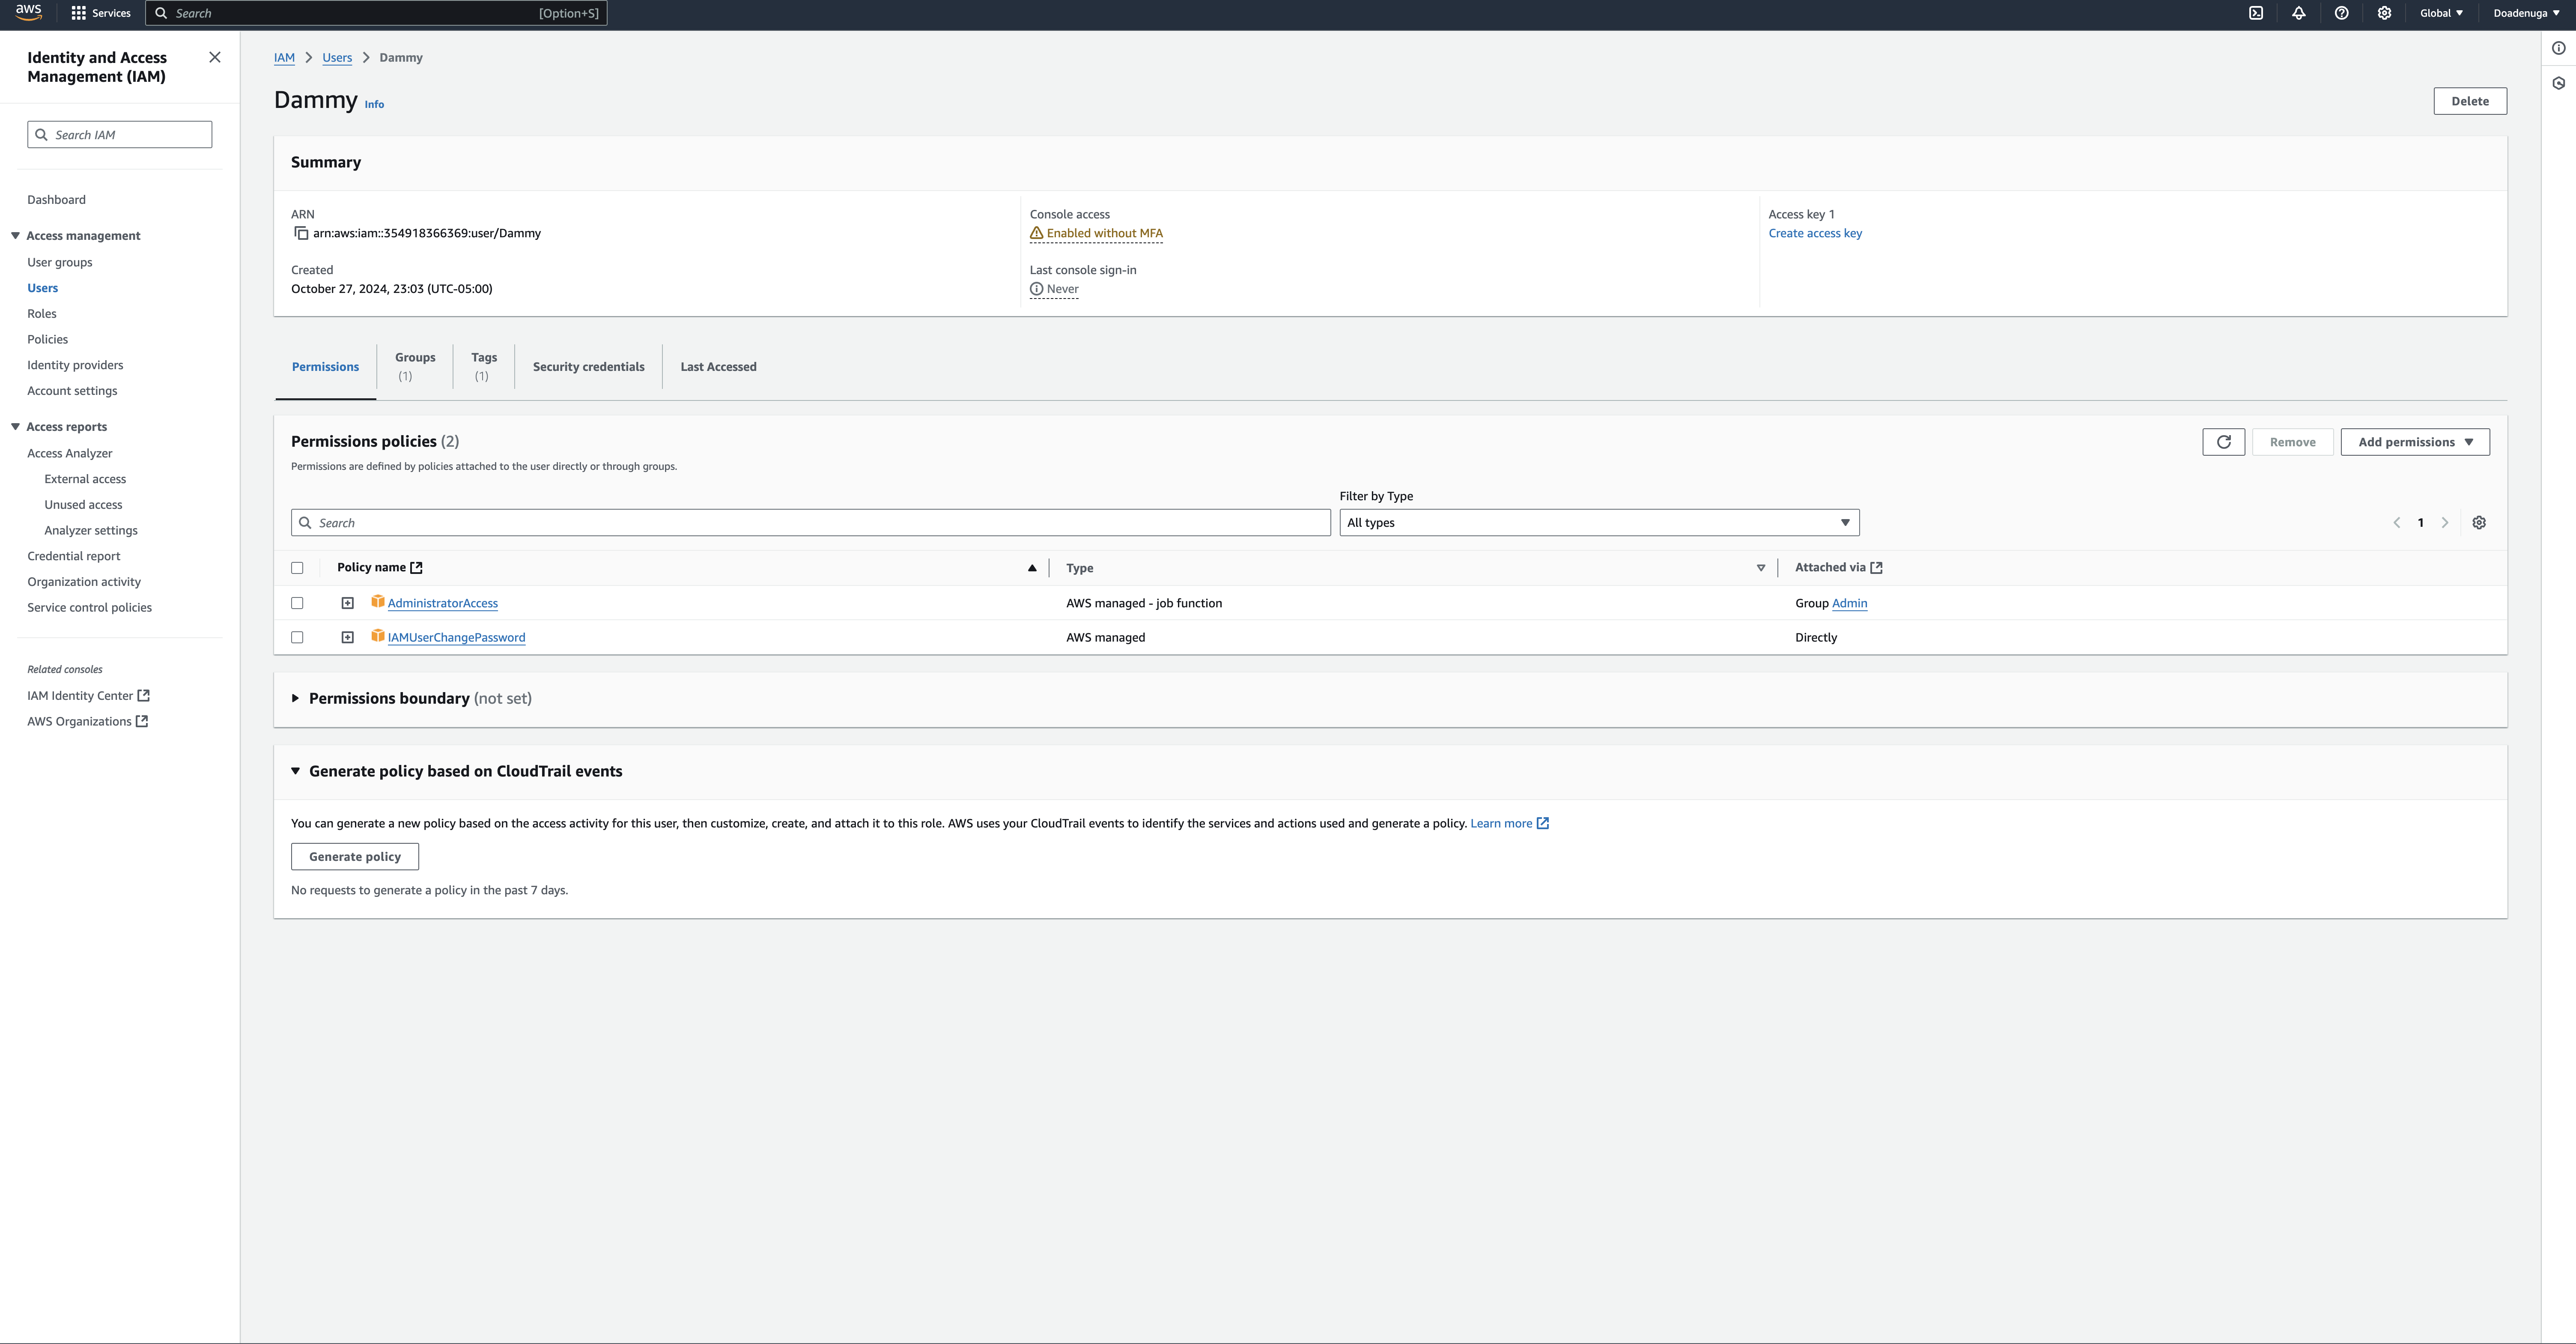 aws Services Search [Option+S] Global Doadenuga
Identity and Access
Management (IAM)
Search IAM
Dashboard
Access management
User groups
Users
Roles
Policies
Identity providers
Account settings
Access reports
Access Analyzer
External access
Unused access
Analyzer settings
Credential report
Organization activity
Service control policies
Related consoles
IAM Identity Center
AWS Organizations
IAM > Users > Dammy
Dammy Info
Delete
Summary
ARN
arn:aws:iam::354918366369:user/Dammy
Created
October 27, 2024, 23:03 (UTC-05:00)
Console access
Enabled without MFA
Last console sign-in
Never
Access key 1
Create access key
Permissions
Groups
(1)
Tags
(1)
Security credentials
Last Accessed
Permissions policies (2)
Permissions are defined by policies attached to the user directly or through groups.
Remove
Add permissions
Filter by Type
Search
All types
1
Policy name Type Attached via
AdministratorAccess AWS managed - job function Group Admin
IAMUserChangePassword AWS managed Directly
Permissions boundary (not set)
Generate policy based on CloudTrail events
You can generate a new policy based on the access activity for this user, then customize, create, and attach it to this role. AWS uses your CloudTrail events to identify the services and actions used and generate a policy. Learn more
Generate policy
No requests to generate a policy in the past 7 days.